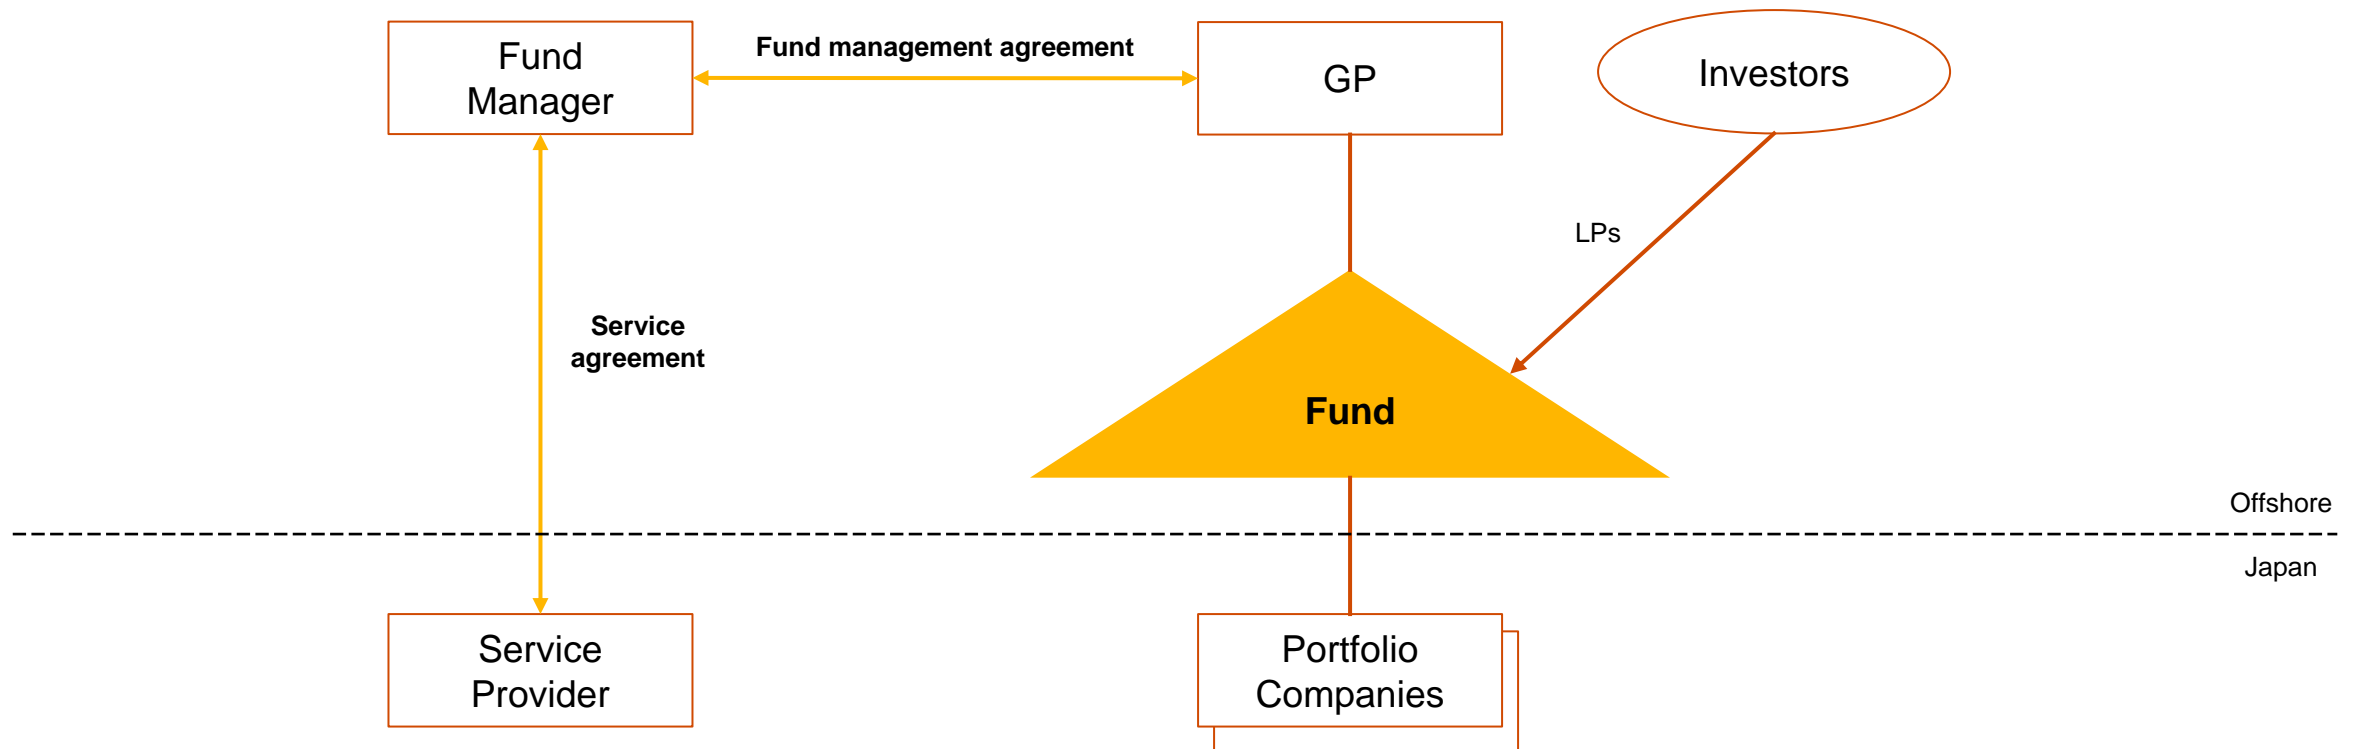 Fund
Manager
Fund management agreement
GP
Investors
LPs
Service
agreement
Fund
Offshore
Japan
Service
Provider
Portfolio
Companies